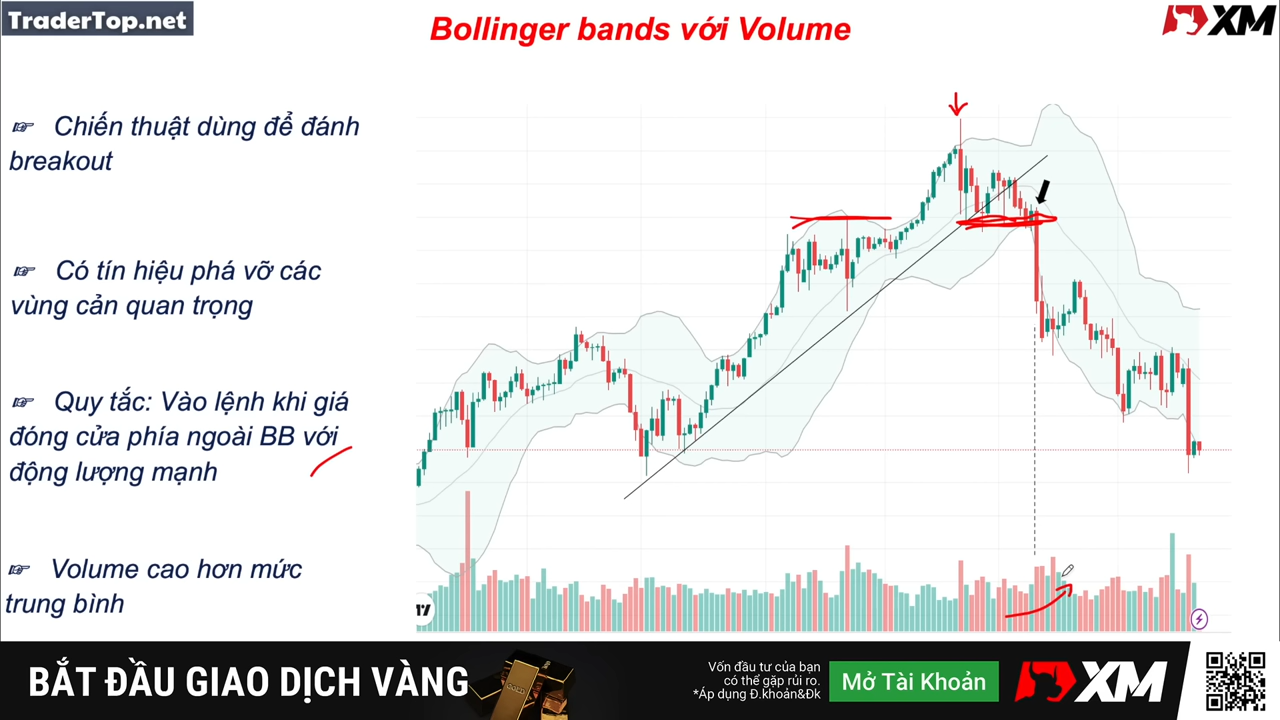 TraderTop.net
Bollinger bands với Volume
XM
☞ Chiến thuật dùng để đánh
breakout
☞ Có tín hiệu phá vỡ các
vùng cản quan trọng
☞ Quy tắc: Vào lệnh khi giá
đóng cửa phía ngoài BB với
động lượng mạnh
☞ Volume cao hơn mức
trung bình
BẮT ĐẦU GIAO DỊCH VÀNG
Vốn đầu tư của bạn
có thể gặp rủi ro.
*Áp dụng Đ.khoản&Đk
Mở Tài Khoản
XM